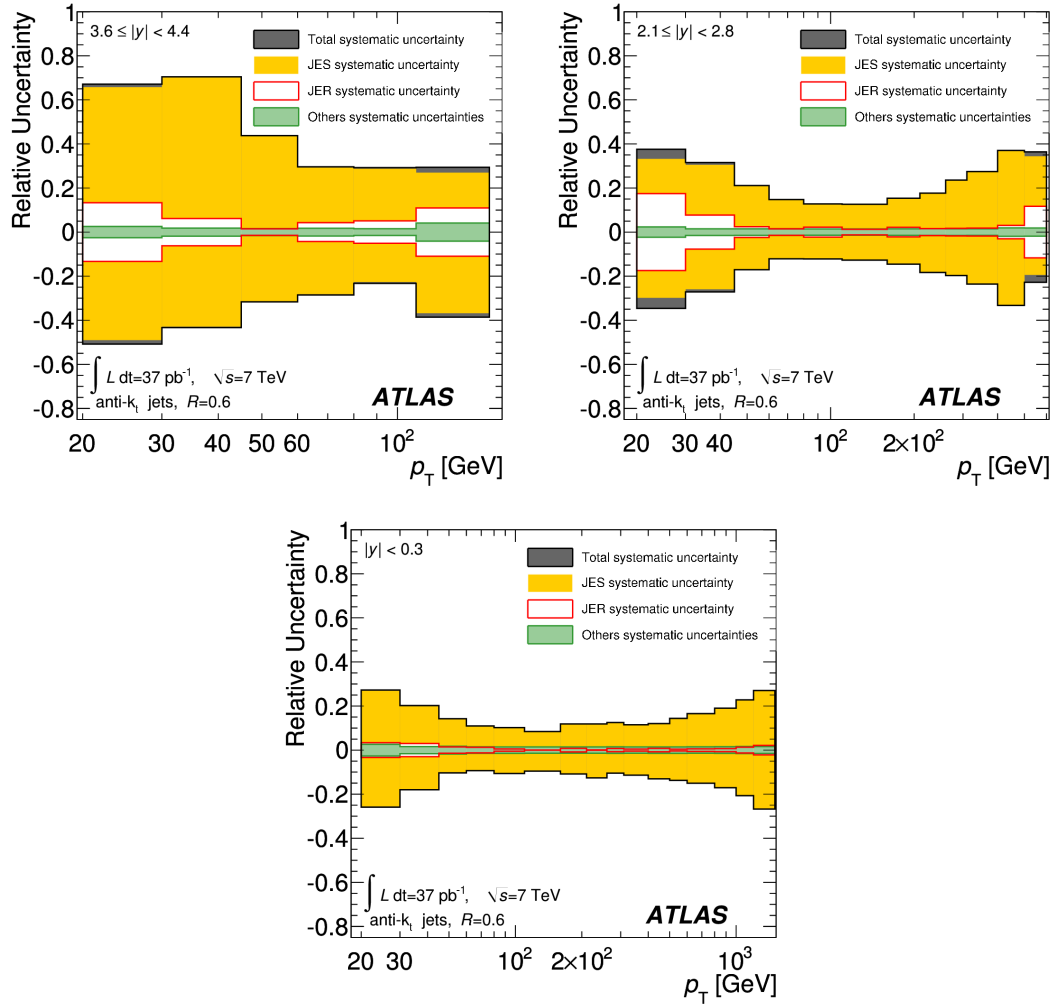 3.6 ≤ |y| < 4.4
Total systematic uncertainty
JES systematic uncertainty
JER systematic uncertainty
Others systematic uncertainties
Relative Uncertainty
1
0.8
0.6
0.4
0.2
0
-0.2
-0.4
-0.6
-0.8
∫ L dt=37 pb⁻¹, √s=7 TeV
anti-kₜ jets, R=0.6
ATLAS
20 30 40 50 60 10²
p_T [GeV]
2.1 ≤ |y| < 2.8
Total systematic uncertainty
JES systematic uncertainty
JER systematic uncertainty
Others systematic uncertainties
Relative Uncertainty
1
0.8
0.6
0.4
0.2
0
-0.2
-0.4
-0.6
-0.8
∫ L dt=37 pb⁻¹, √s=7 TeV
anti-kₜ jets, R=0.6
ATLAS
20 30 40 10² 2×10²
p_T [GeV]
|y| < 0.3
Total systematic uncertainty
JES systematic uncertainty
JER systematic uncertainty
Others systematic uncertainties
Relative Uncertainty
1
0.8
0.6
0.4
0.2
0
-0.2
-0.4
-0.6
-0.8
∫ L dt=37 pb⁻¹, √s=7 TeV
anti-kₜ jets, R=0.6
ATLAS
20 30 10² 2×10² 10³
p_T [GeV]